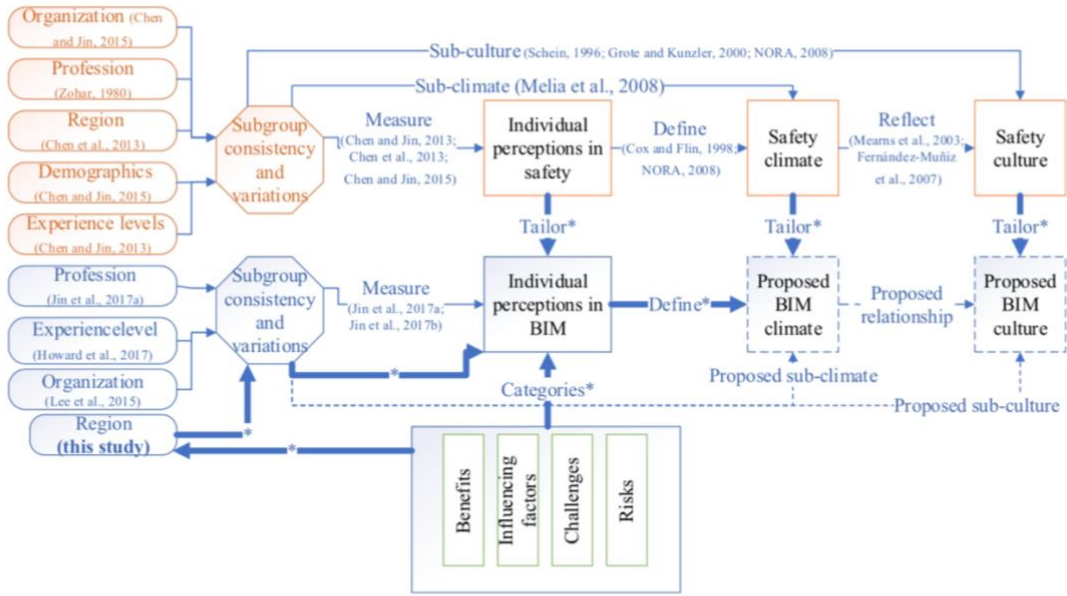 Organization (Chen
and Jin, 2015)
Profession
(Zohar, 1980)
Region
(Chen et al., 2013)
Demographics
(Chen and Jin, 2015)
Experience levels
(Chen and Jin, 2013)
Subgroup
consistency
and
variations
Sub-culture (Schein, 1996; Grote and Kunzler, 2000; NORA, 2008)
Sub-climate (Melia et al., 2008)
Measure
(Chen and Jin, 2013;
Chen et al., 2013;
Chen and Jin, 2015)
Individual
perceptions in
safety
Define
(Cox and Flin, 1998;
NORA, 2008)
Safety
climate
Reflect
(Mearns et al., 2003;
Fernández-Muñiz
et al., 2007)
Safety
culture
Tailor*
Tailor*
Tailor*
Profession
(Jin et al., 2017a)
Experiencelevel
(Howard et al., 2017)
Organization
(Lee et al., 2015)
Region
(this study)
Subgroup
consistency
and
variations
Measure
(Jin et al., 2017a;
Jin et al., 2017b)
Individual
perceptions in
BIM
Define*
Proposed
BIM
climate
Proposed
relationship
Proposed
BIM
culture
*
*
*
Categories*
Proposed sub-climate
Proposed sub-culture
Benefits
Influencing
factors
Challenges
Risks